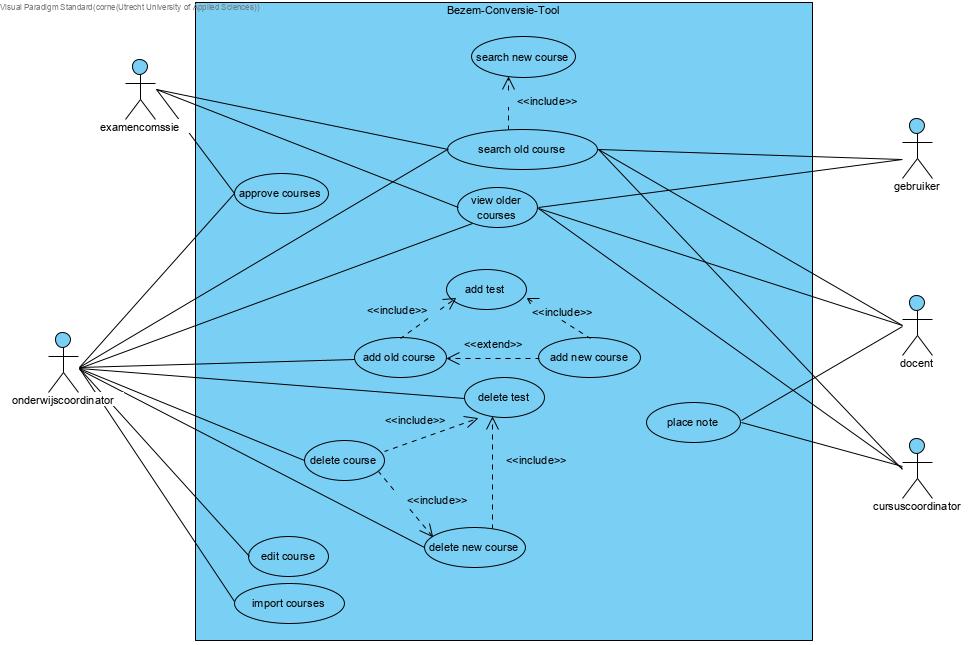 Visual Paradigm Standard(corne(Utrecht University of Applied Sciences))
Bezem-Conversie-Tool
search new course
<<include>>
examencomssie
search old course
gebruiker
approve courses
view older
courses
add test
<<include>>
<<include>>
<<extend>>
add old course
add new course
docent
onderwijscoordinator
delete test
<<include>>
place note
delete course
<<include>>
<<include>>
cursuscoordinator
delete new course
edit course
import courses